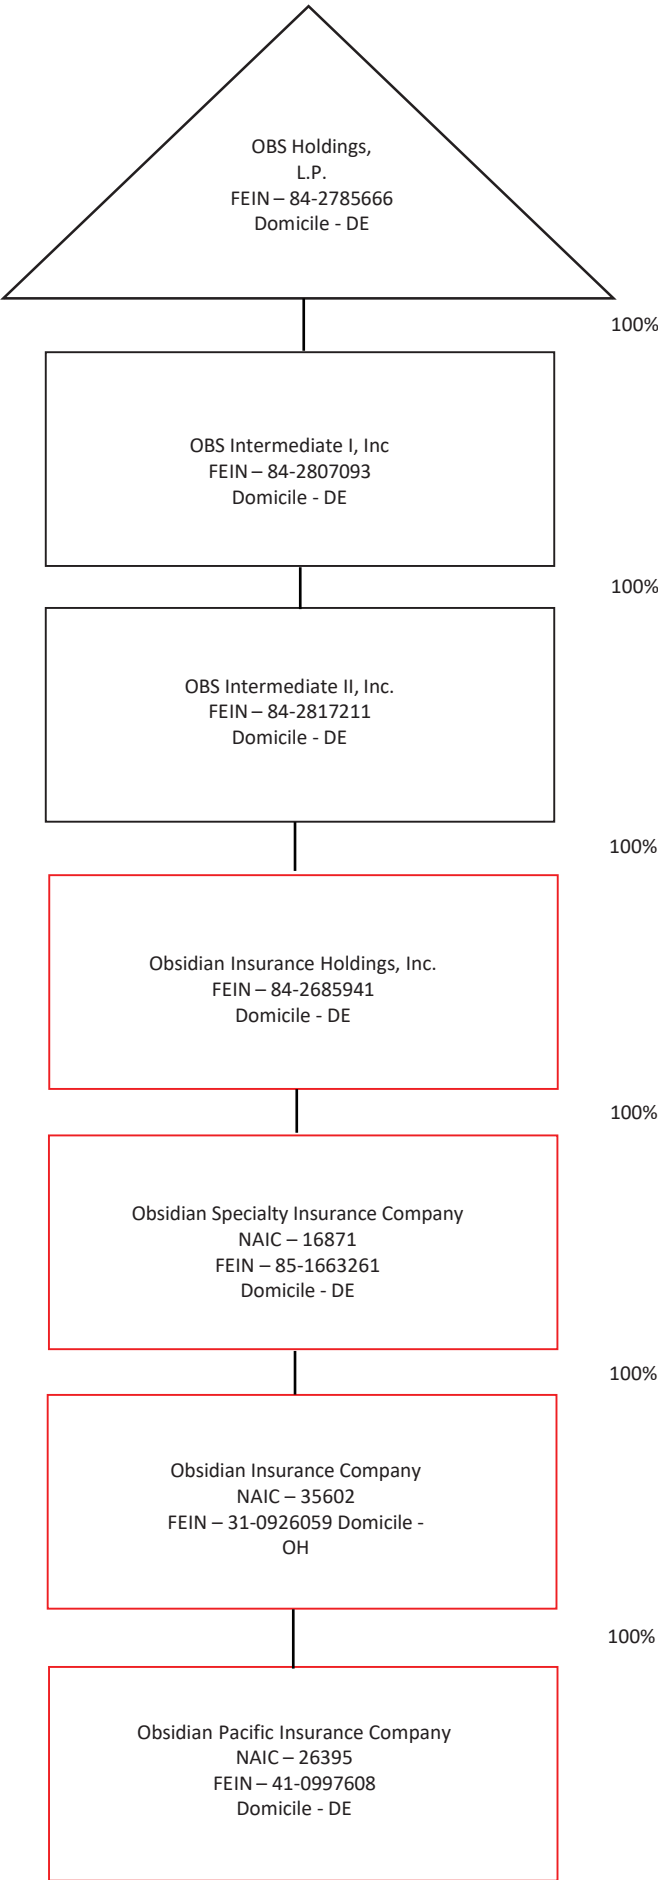 OBS Holdings,
L.P.
FEIN – 84-2785666
Domicile - DE
100%
OBS Intermediate I, Inc
FEIN – 84-2807093
Domicile - DE
100%
OBS Intermediate II, Inc.
FEIN – 84-2817211
Domicile - DE
100%
Obsidian Insurance Holdings, Inc.
FEIN – 84-2685941
Domicile - DE
100%
Obsidian Specialty Insurance Company
NAIC – 16871
FEIN – 85-1663261
Domicile - DE
100%
Obsidian Insurance Company
NAIC – 35602
FEIN – 31-0926059 Domicile -
OH
100%
Obsidian Pacific Insurance Company
NAIC – 26395
FEIN – 41-0997608
Domicile - DE